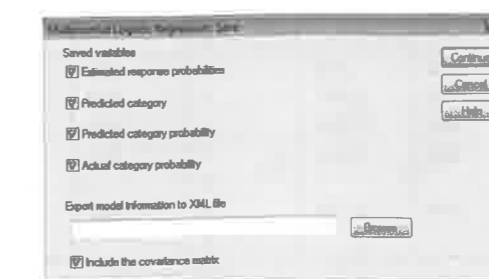 Multinomial Logistic Regression: Save
Saved variables
Estimated response probabilities
Continue
Predicted category
Cancel
Help
Predicted category probability
Actual category probability
Export model information to XML file
Browse
Include the covariance matrix